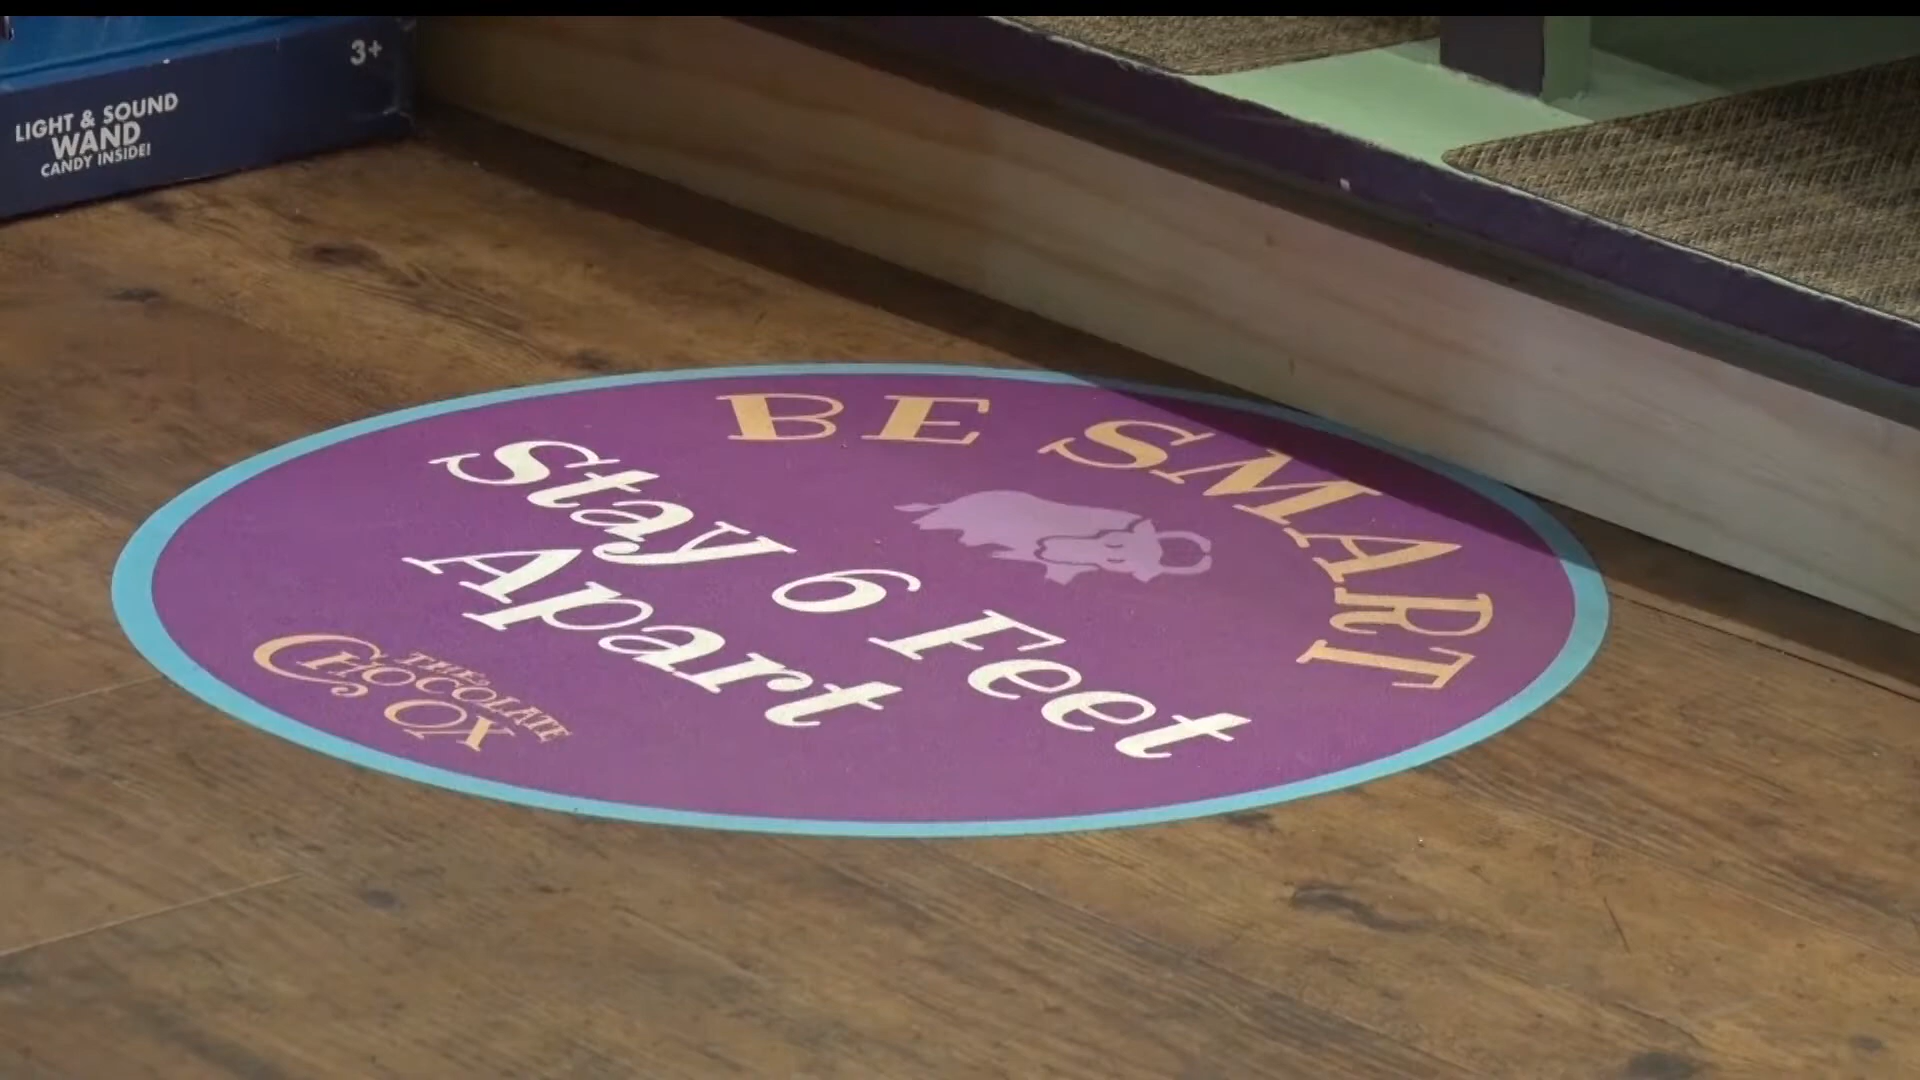 3+
LIGHT & SOUND
WAND
CANDY INSIDE!
BE SMART
Stay 6 Feet
Apart
THE
CHOCOLATE
OX